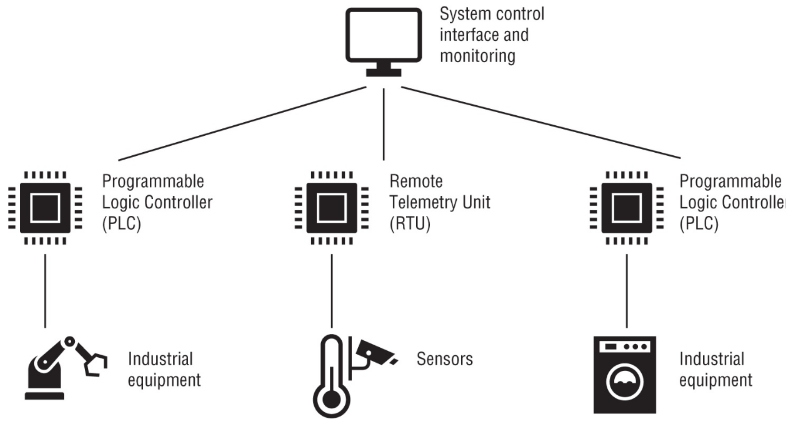 System control
interface and
monitoring
Programmable
Logic Controller
(PLC)
Remote
Telemetry Unit
(RTU)
Programmable
Logic Controller
(PLC)
Industrial
equipment
Sensors
Industrial
equipment